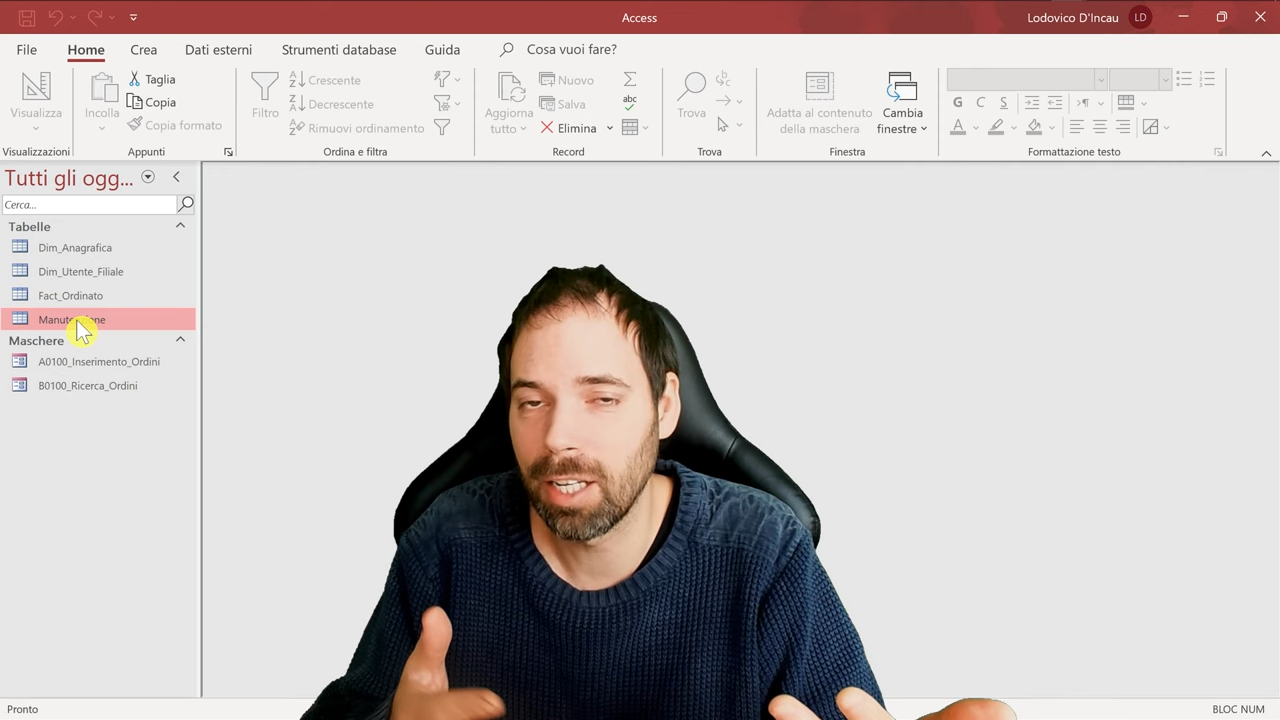 Access
Lodovico D'Incau
LD
File
Home
Crea
Dati esterni
Strumenti database
Guida
Cosa vuoi fare?
Visualizza
Visualizzazioni
Incolla
Taglia
Copia
Copia formato
Appunti
Filtro
Crescente
Decrescente
Rimuovi ordinamento
Ordina e filtra
Aggiorna
tutto
Nuovo
Salva
Elimina
abc
Record
Trova
Trova
Adatta al contenuto
della maschera
Cambia
finestre
Finestra
G C S
A
Formattazione testo
Tutti gli ogg...
Cerca...
Tabelle
Dim_Anagrafica
Dim_Utente_Filiale
Fact_Ordinato
Maschere
A0100_Inserimento_Ordini
B0100_Ricerca_Ordini
Pronto
BLOC NUM